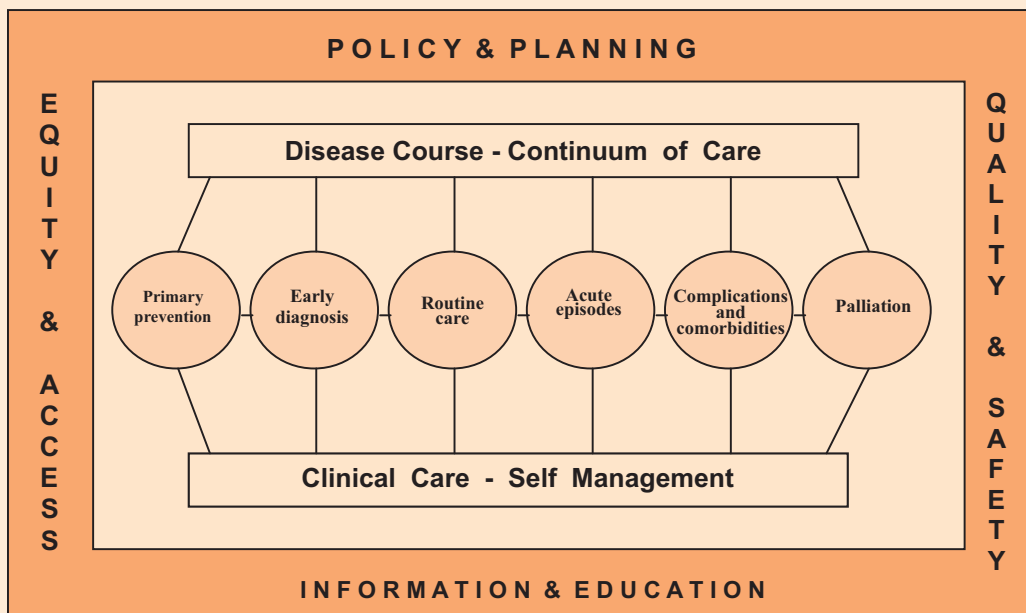 POLICY & PLANNING
EQUITY & ACCESS
QUALITY & SAFETY
Disease Course - Continuum of Care
Primary
prevention
Early
diagnosis
Routine
care
Acute
episodes
Complications
and
comorbidities
Palliation
Clinical Care - Self Management
INFORMATION & EDUCATION